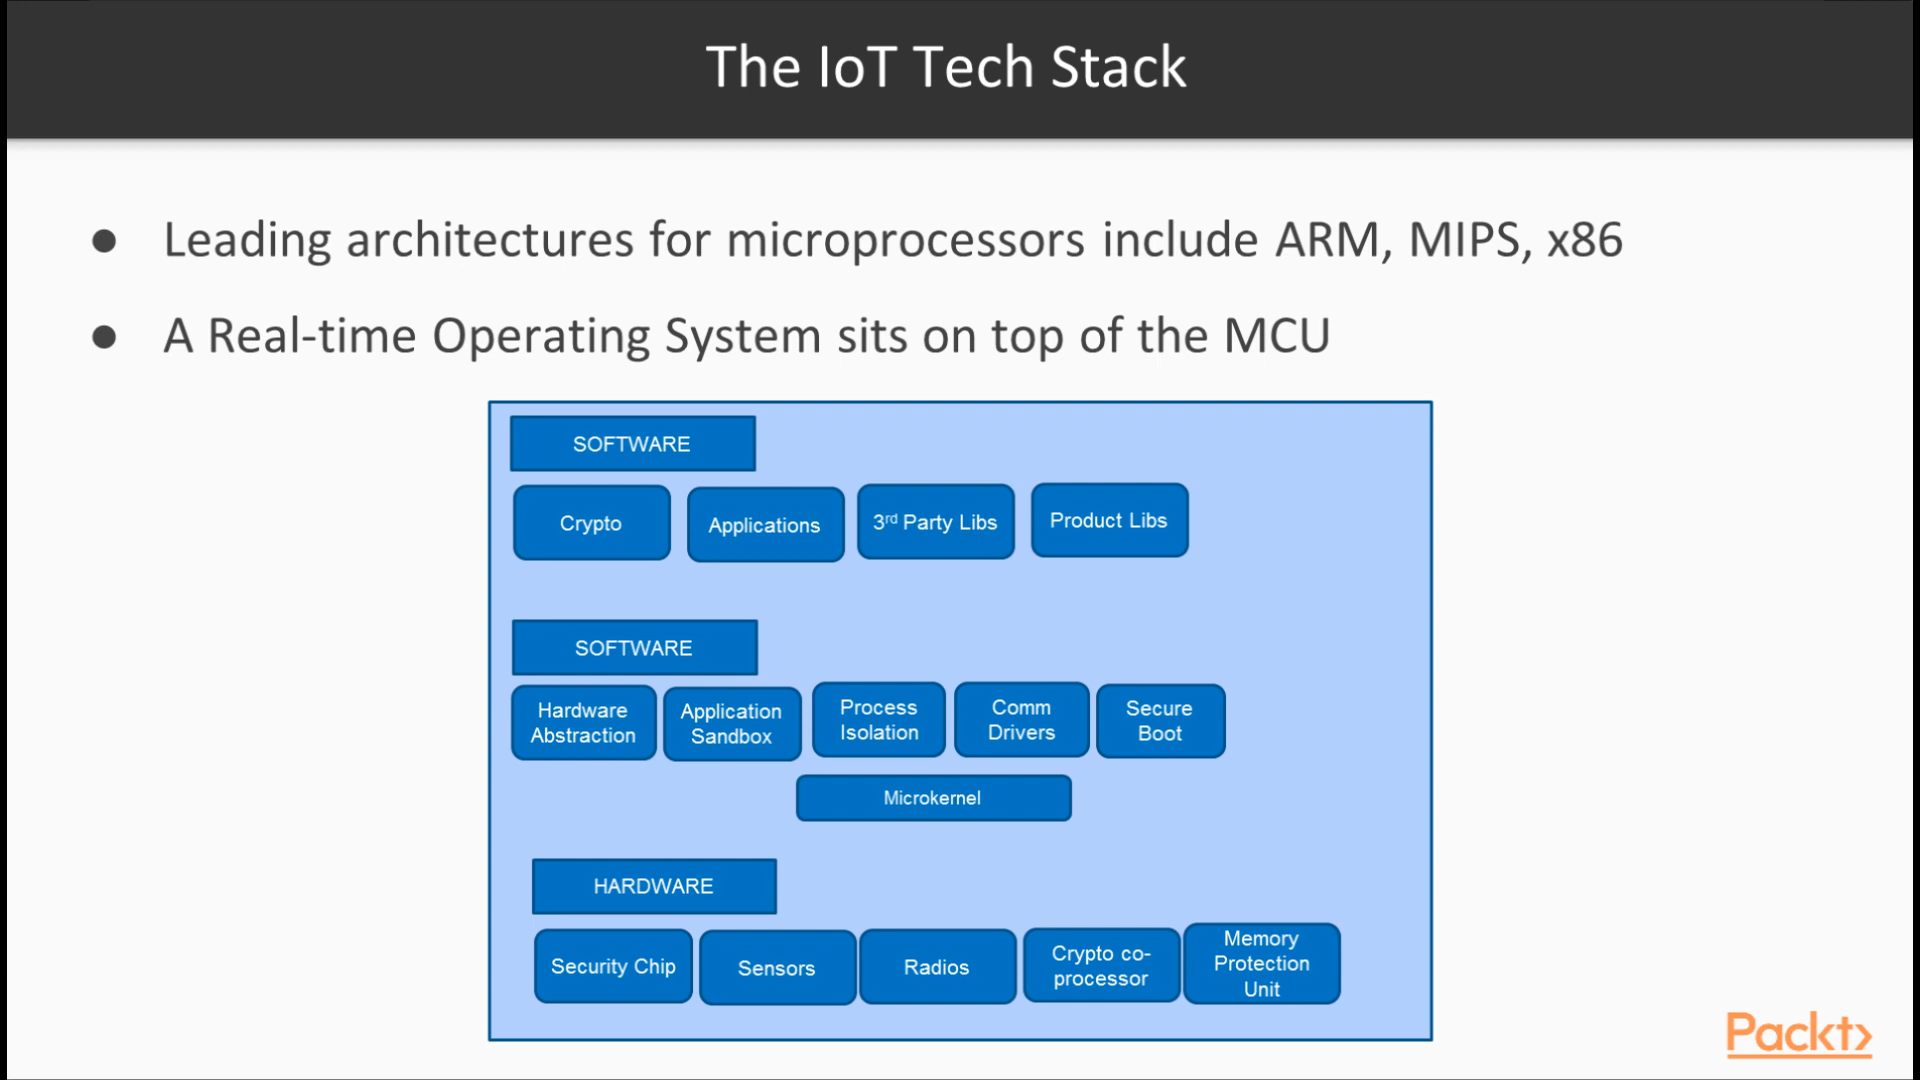 The IoT Tech Stack
● Leading architectures for microprocessors include ARM, MIPS, x86
● A Real-time Operating System sits on top of the MCU
SOFTWARE
Crypto
Applications
3rd Party Libs
Product Libs
SOFTWARE
Hardware
Abstraction
Application
Sandbox
Process
Isolation
Comm
Drivers
Secure
Boot
Microkernel
HARDWARE
Security Chip
Sensors
Radios
Crypto co-
processor
Memory
Protection
Unit
Packt>